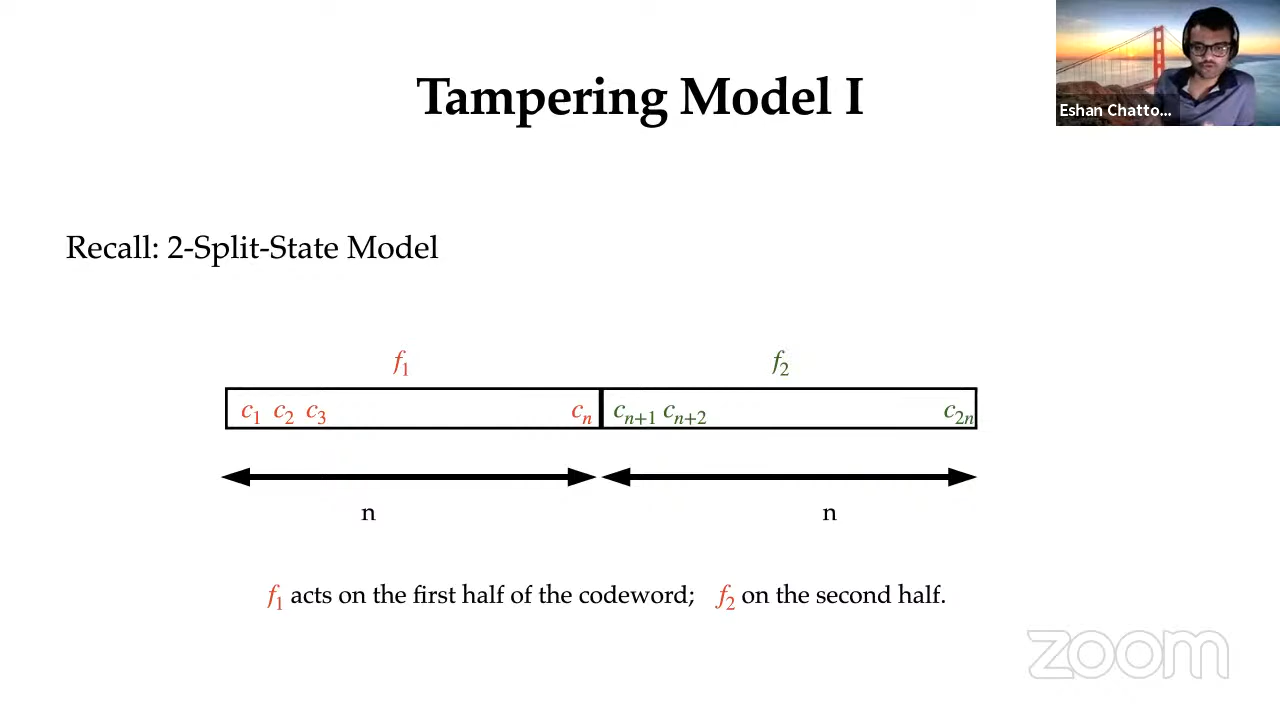 Tampering Model I
Eshan Chatto...
Recall: 2-Split-State Model
f₁ f₂
c₁ c₂ c₃ cₙ cₙ₊₁ cₙ₊₂ c₂ₙ
n n
f₁ acts on the first half of the codeword; f₂ on the second half.
zoom